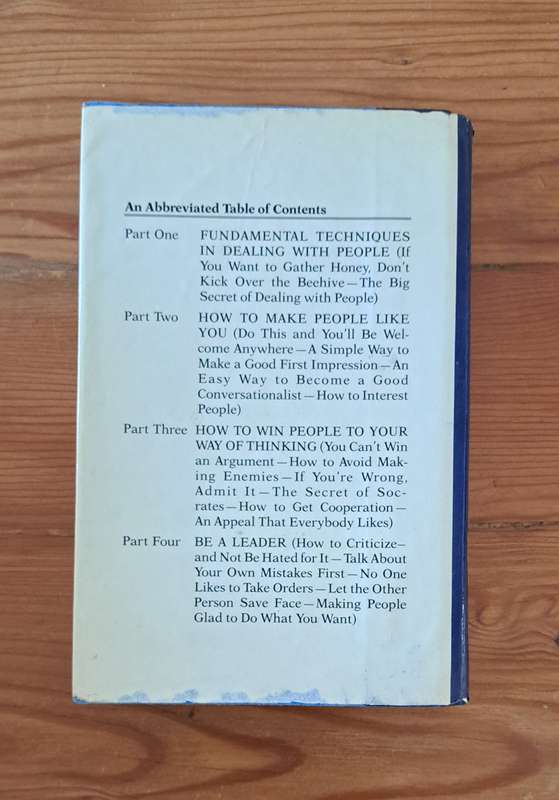 An Abbreviated Table of Contents
Part One FUNDAMENTAL TECHNIQUES
IN DEALING WITH PEOPLE (If
You Want to Gather Honey, Don't
Kick Over the Beehive—The Big
Secret of Dealing with People)
Part Two HOW TO MAKE PEOPLE LIKE
YOU (Do This and You'll Be Wel-
come Anywhere—A Simple Way to
Make a Good First Impression—An
Easy Way to Become a Good
Conversationalist—How to Interest
People)
Part Three HOW TO WIN PEOPLE TO YOUR
WAY OF THINKING (You Can't Win
an Argument—How to Avoid Mak-
ing Enemies—If You're Wrong,
Admit It—The Secret of Soc-
rates—How to Get Cooperation—
An Appeal That Everybody Likes)
Part Four BE A LEADER (How to Criticize—
and Not Be Hated for It—Talk About
Your Own Mistakes First—No One
Likes to Take Orders—Let the Other
Person Save Face—Making People
Glad to Do What You Want)